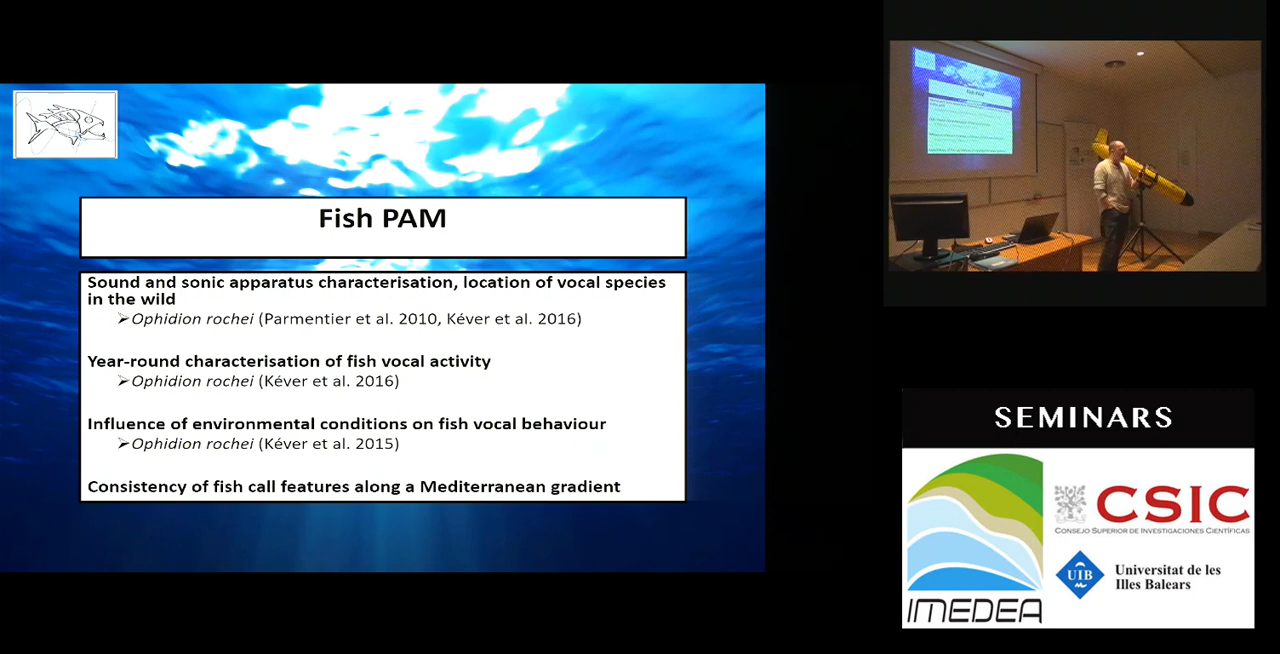 Fish PAM
Sound and sonic apparatus characterisation, location of vocal species
in the wild
➢Ophidion rochei (Parmentier et al. 2010, Kéver et al. 2016)
Year-round characterisation of fish vocal activity
➢Ophidion rochei (Kéver et al. 2016)
Influence of environmental conditions on fish vocal behaviour
➢Ophidion rochei (Kéver et al. 2015)
Consistency of fish call features along a Mediterranean gradient
Fish PAM
SEMINARS
IMEDEA
CSIC
CONSEJO SUPERIOR DE INVESTIGACIONES CIENTÍFICAS
UIB
Universitat de les
Illes Balears